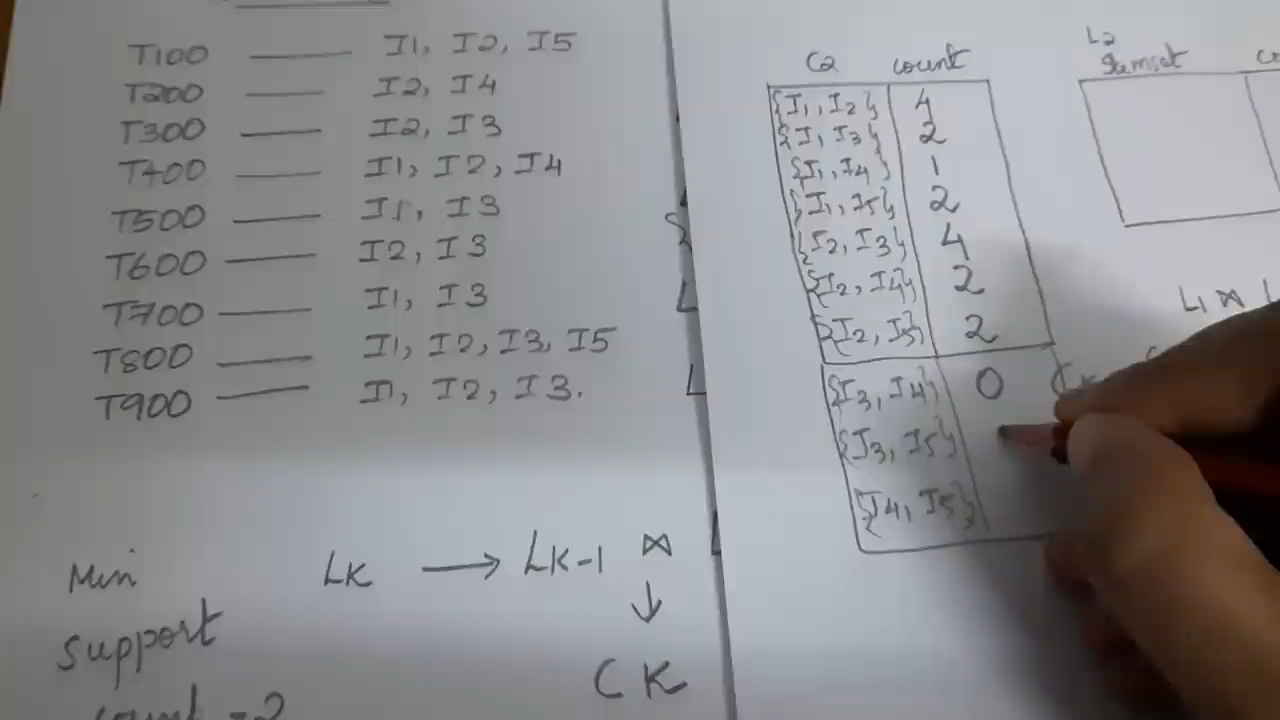 T100 —— I1, I2, I5
T200 —— I2, I4
T300 —— I2, I3
T400 —— I1, I2, I4
T500 —— I1, I3
T600 —— I2, I3
T700 —— I1, I3
T800 —— I1, I2, I3, I5
T900 —— I1, I2, I3.
Min
Support
count = 2
LK → LK-1 ⋈
↓
CK
C2 count
{I1, I2} 4
{I1, I3} 2
{I1, I4} 1
{I1, I5} 2
{I2, I3} 4
{I2, I4} 2
{I2, I5} 2
{I3, I4} 0
{I3, I5}
{I4, I5}
L2
Itemset
L1 ⋈